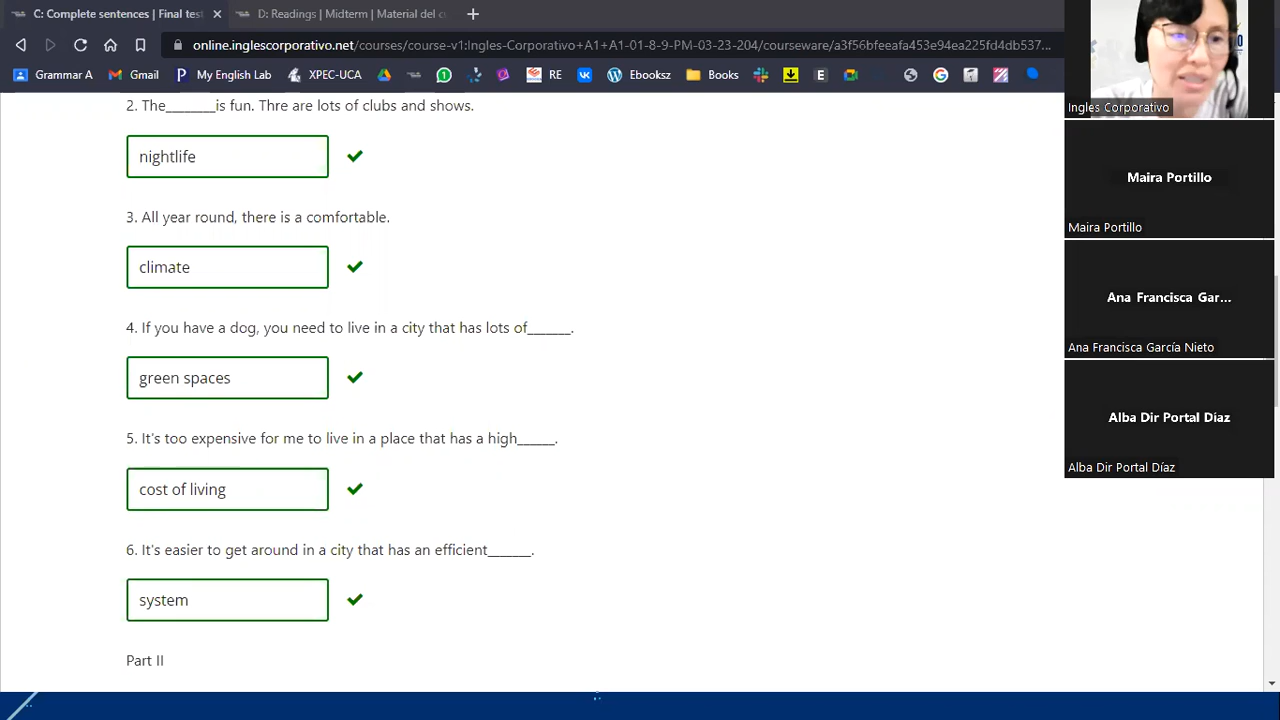 C: Complete sentences | Final tes
D: Readings | Midterm | Material del c
online.inglescorporativo.net/courses/course-v1:Ingles-Corporativo+A1+A1-01-8-9-PM-03-23-204/courseware/a3f56bfeefa453e94ea225fd4db537...
Grammar A
Gmail
My English Lab
XPEC-UCA
RE
WordPress Ebooksz
Books
2. The________is fun. Thre are lots of clubs and shows.
nightlife
3. All year round, there is a comfortable.
climate
4. If you have a dog, you need to live in a city that has lots of_______.
green spaces
5. It's too expensive for me to live in a place that has a high______.
cost of living
6. It's easier to get around in a city that has an efficient_______.
system
Part II
Ingles Corporativo
Maira Portillo
Maira Portillo
Ana Francisca Gar...
Ana Francisca García Nieto
Alba Dir Portal Díaz
Alba Dir Portal Díaz